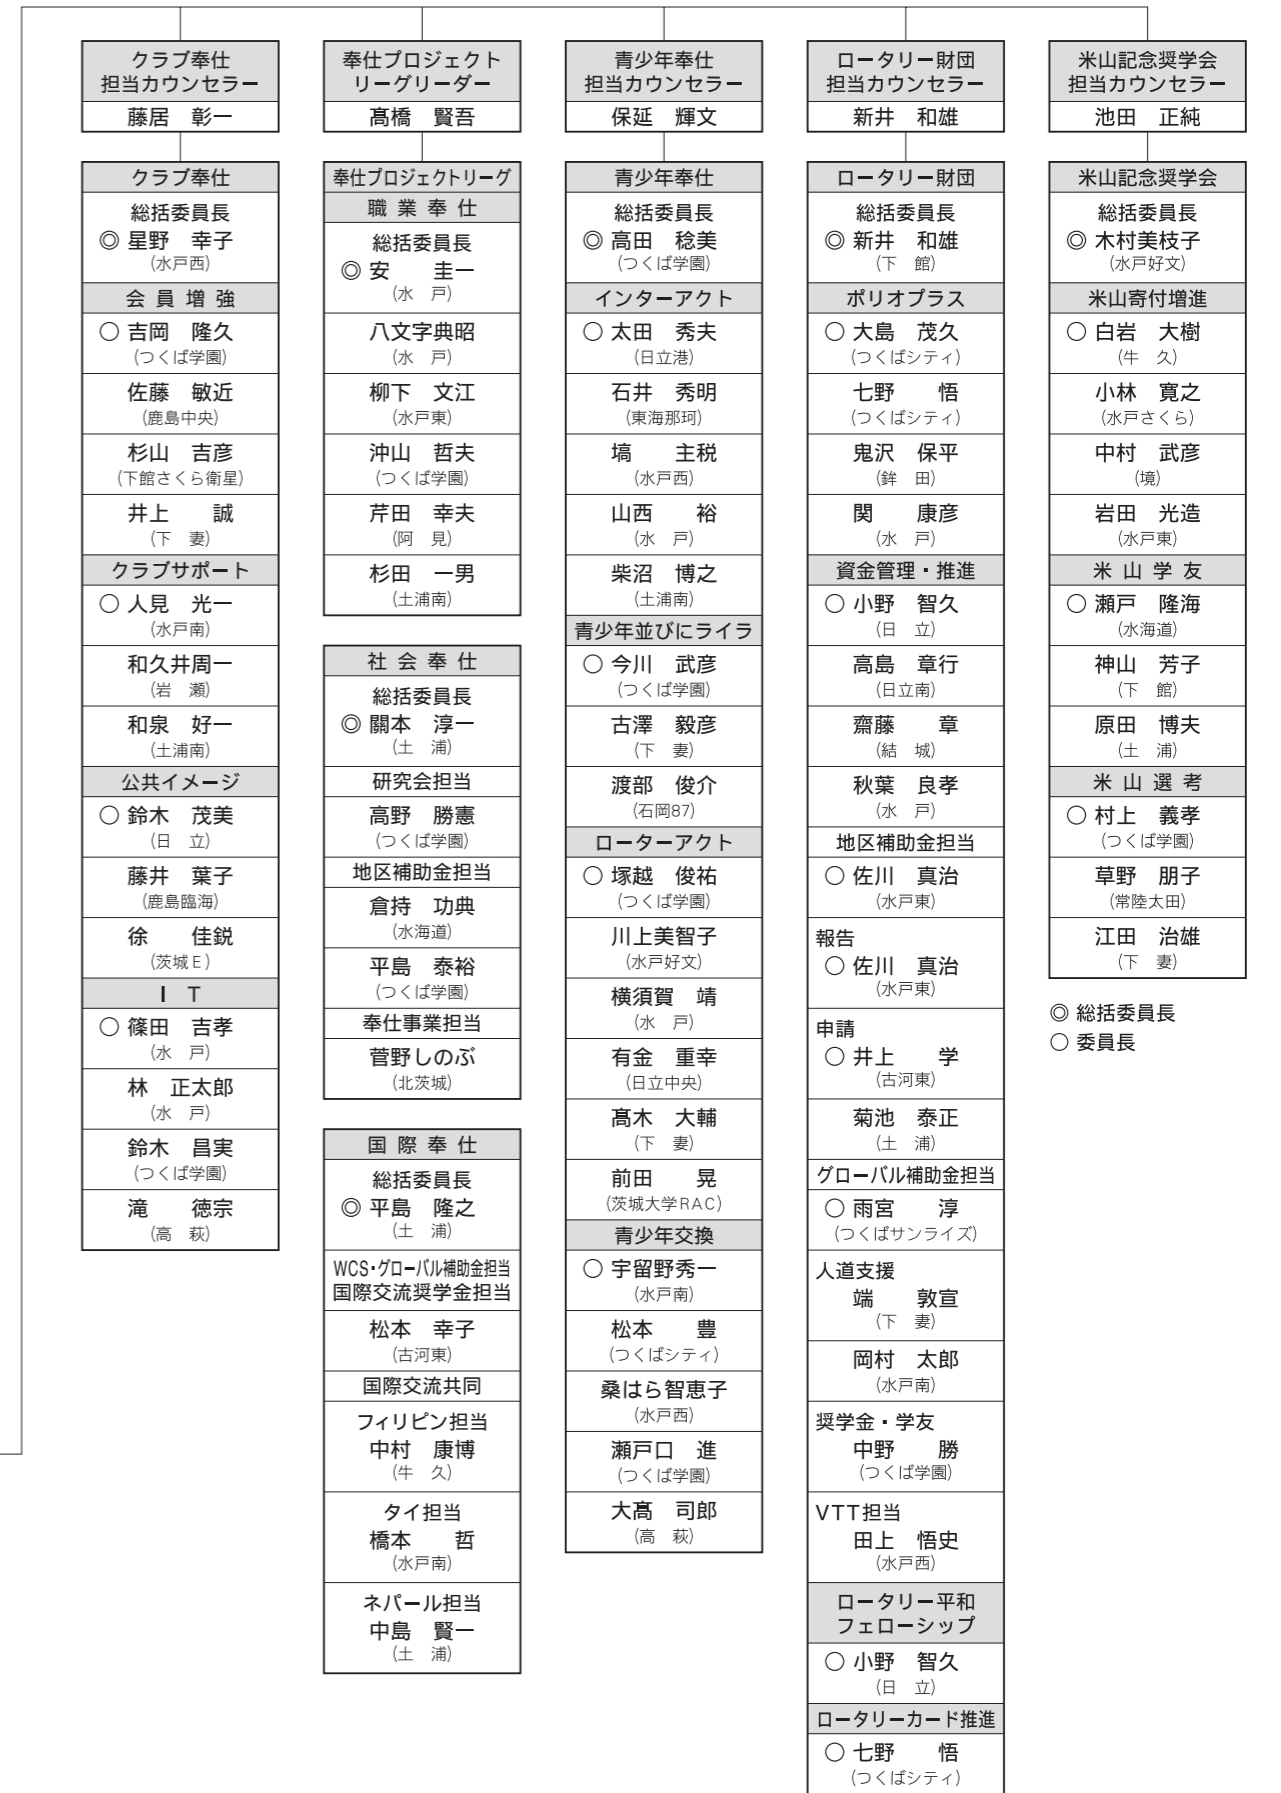 クラブ奉仕
担当カウンセラー
藤居　彰一
クラブ奉仕
総括委員長
◎ 星野　幸子
(水戸西)
会 員 増 強
○ 吉岡　隆久
(つくば学園)
佐藤　敏近
(鹿島中央)
杉山　吉彦
(下館さくら衛星)
井上　　誠
(下　妻)
クラブサポート
○ 人見　光一
(水戸南)
和久井周一
(岩　瀬)
和泉　好一
(土浦南)
公共イメージ
○ 鈴木　茂美
(日　立)
藤井　葉子
(鹿島臨海)
徐　　佳鋭
(茨城Ｅ)
I　T
○ 篠田　吉孝
(水　戸)
林　正太郎
(水　戸)
鈴木　昌実
(つくば学園)
滝　　徳宗
(高　萩)
奉仕プロジェクト
リーグリーダー
髙橋　賢吾
奉仕プロジェクトリーグ
職 業 奉 仕
総括委員長
◎ 安　　圭一
(水　戸)
八文字典昭
(水　戸)
柳下　文江
(水戸東)
沖山　哲夫
(つくば学園)
芹田　幸夫
(阿　見)
杉田　一男
(土浦南)
社 会 奉 仕
総括委員長
◎ 關本　淳一
(土　浦)
研究会担当
高野　勝憲
(つくば学園)
地区補助金担当
倉持　功典
(水海道)
平島　泰裕
(つくば学園)
奉仕事業担当
菅野しのぶ
(北茨城)
国 際 奉 仕
総括委員長
◎ 平島　隆之
(土　浦)
WCS・グローバル補助金担当
国際交流奨学金担当
松本　幸子
(古河東)
国際交流共同
フィリピン担当
中村　康博
(牛　久)
タイ担当
橋本　　哲
(水戸南)
ネパール担当
中島　賢一
(土　浦)
青少年奉仕
担当カウンセラー
保延　輝文
青少年奉仕
総括委員長
◎ 高田　稔美
(つくば学園)
インターアクト
○ 太田　秀夫
(日立港)
石井　秀明
(東海那珂)
塙　　主税
(水戸西)
山西　　裕
(水　戸)
柴沼　博之
(土浦南)
青少年並びにライラ
○ 今川　武彦
(つくば学園)
古澤　毅彦
(下　妻)
渡部　俊介
(石岡87)
ローターアクト
○ 塚越　俊祐
(つくば学園)
川上美智子
(水戸好文)
横須賀　靖
(水　戸)
有金　重幸
(日立中央)
髙木　大輔
(下　妻)
前田　　晃
(茨城大学RAC)
青少年交換
○ 宇留野秀一
(水戸南)
松本　　豊
(つくばシティ)
桑はら智恵子
(水戸西)
瀬戸口　進
(つくば学園)
大髙　司郎
(高　萩)
ロータリー財団
担当カウンセラー
新井　和雄
ロータリー財団
総括委員長
◎ 新井　和雄
(下　館)
ポリオプラス
○ 大島　茂久
(つくばシティ)
七野　　悟
(つくばシティ)
鬼沢　保平
(鉾　田)
関　　康彦
(水　戸)
資金管理・推進
○ 小野　智久
(日　立)
高島　章行
(日立南)
齋藤　　章
(結　城)
秋葉　良孝
(水　戸)
地区補助金担当
○ 佐川　真治
(水戸東)
報告
○ 佐川　真治
(水戸東)
申請
○ 井上　　学
(古河東)
菊池　泰正
(土　浦)
グローバル補助金担当
○ 雨宮　　淳
(つくばサンライズ)
人道支援
端　　敦宣
(下　妻)
岡村　太郎
(水戸南)
奨学金・学友
中野　　勝
(つくば学園)
VTT担当
田上　悟史
(水戸西)
ロータリー平和
フェローシップ
○ 小野　智久
(日　立)
ロータリーカード推進
○ 七野　　悟
(つくばシティ)
米山記念奨学会
担当カウンセラー
池田　正純
米山記念奨学会
総括委員長
◎ 木村美枝子
(水戸好文)
米山寄付増進
○ 白岩　大樹
(牛　久)
小林　寛之
(水戸さくら)
中村　武彦
(境)
岩田　光造
(水戸東)
米 山 学 友
○ 瀬戸　隆海
(水海道)
神山　芳子
(下　館)
原田　博夫
(土　浦)
米 山 選 考
○ 村上　義孝
(つくば学園)
草野　朋子
(常陸太田)
江田　治雄
(下　妻)
◎ 総括委員長
○ 委員長